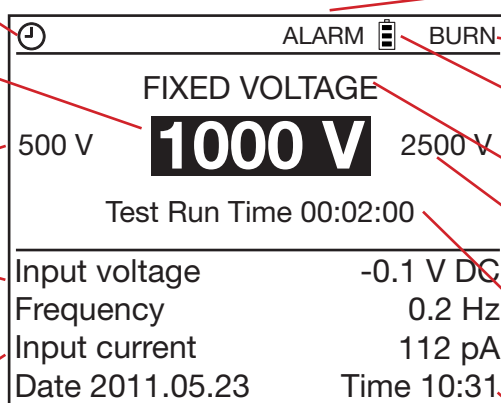 ALARM BURN
FIXED VOLTAGE
500 V 1000 V 2500 V
Test Run Time 00:02:00
Input voltage -0.1 V DC
Frequency 0.2 Hz
Input current 112 pA
Date 2011.05.23 Time 10:31